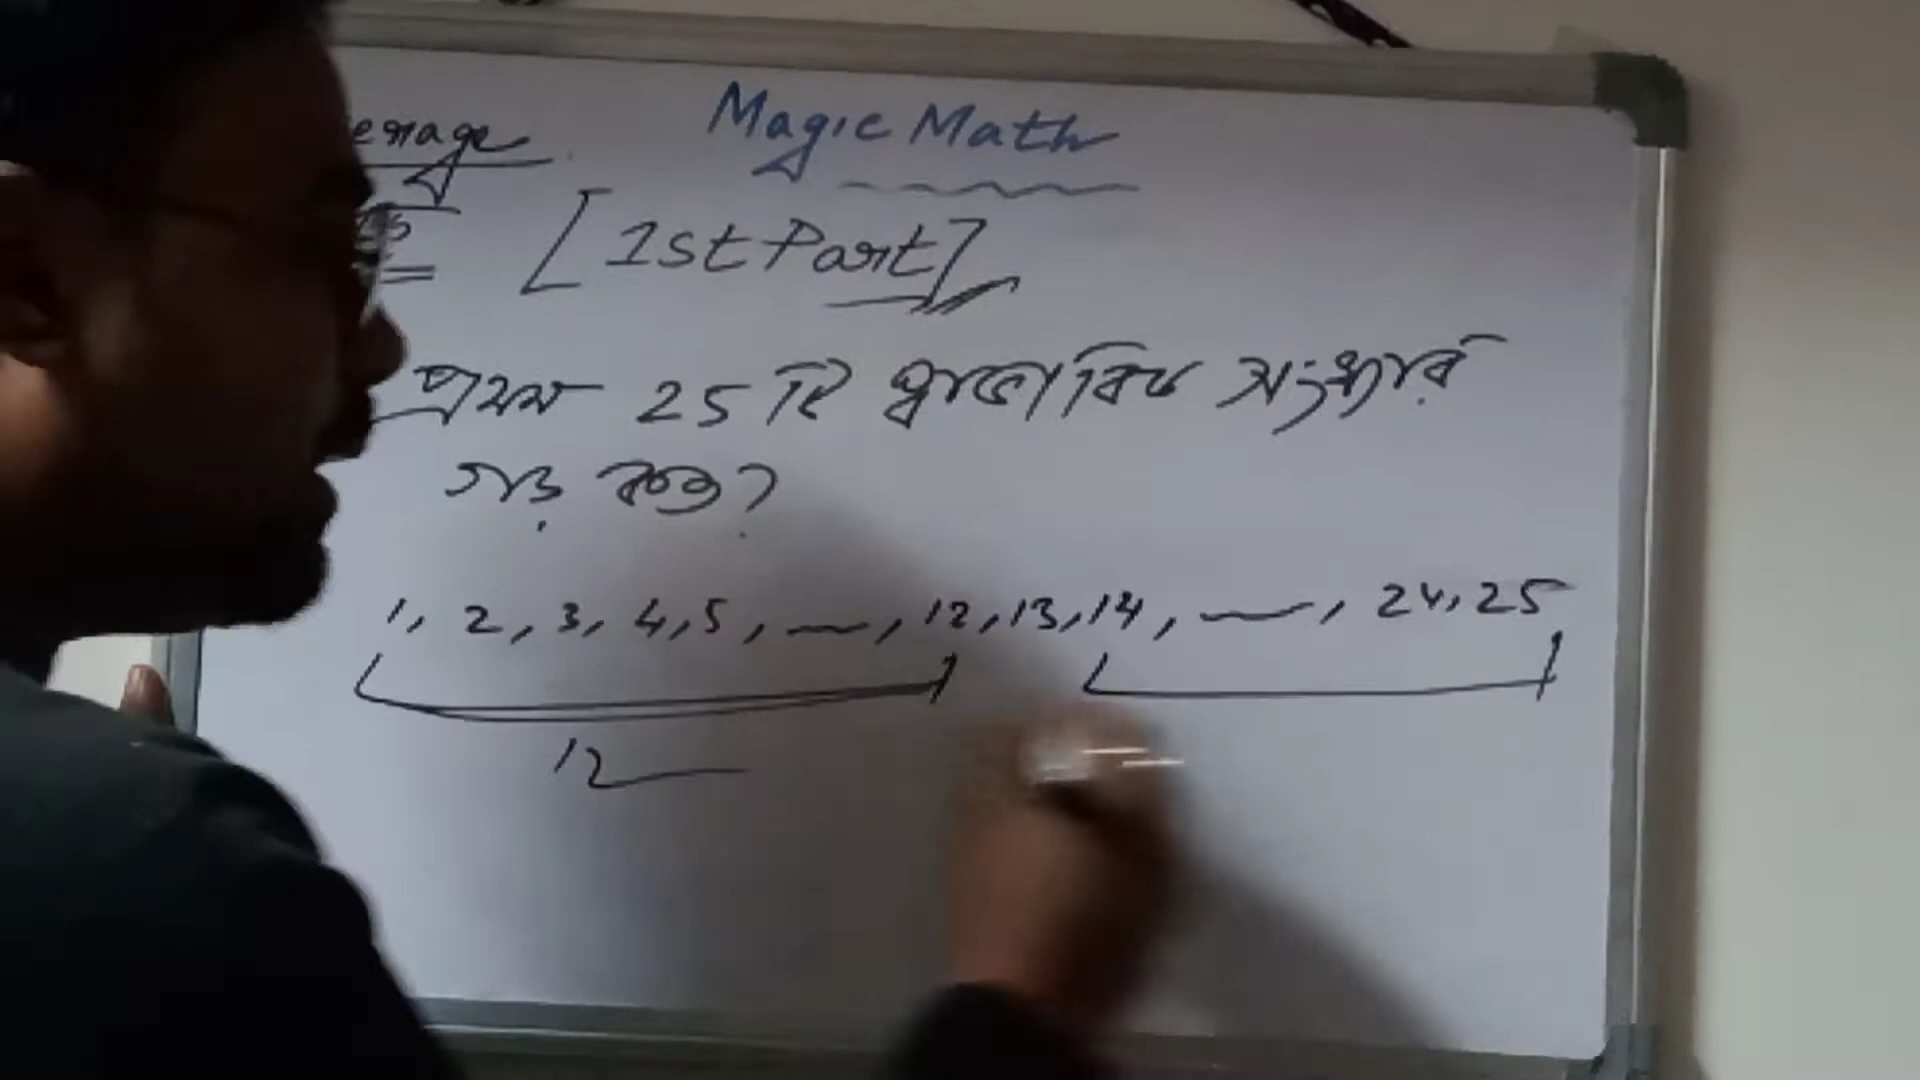 Magic Math
erage
[1st Part]
প্রথম 25 টি স্বাভাবিক সংখ্যার
গড় কত?
1, 2, 3, 4, 5, —, 12, 13, 14, —, 24, 25
12